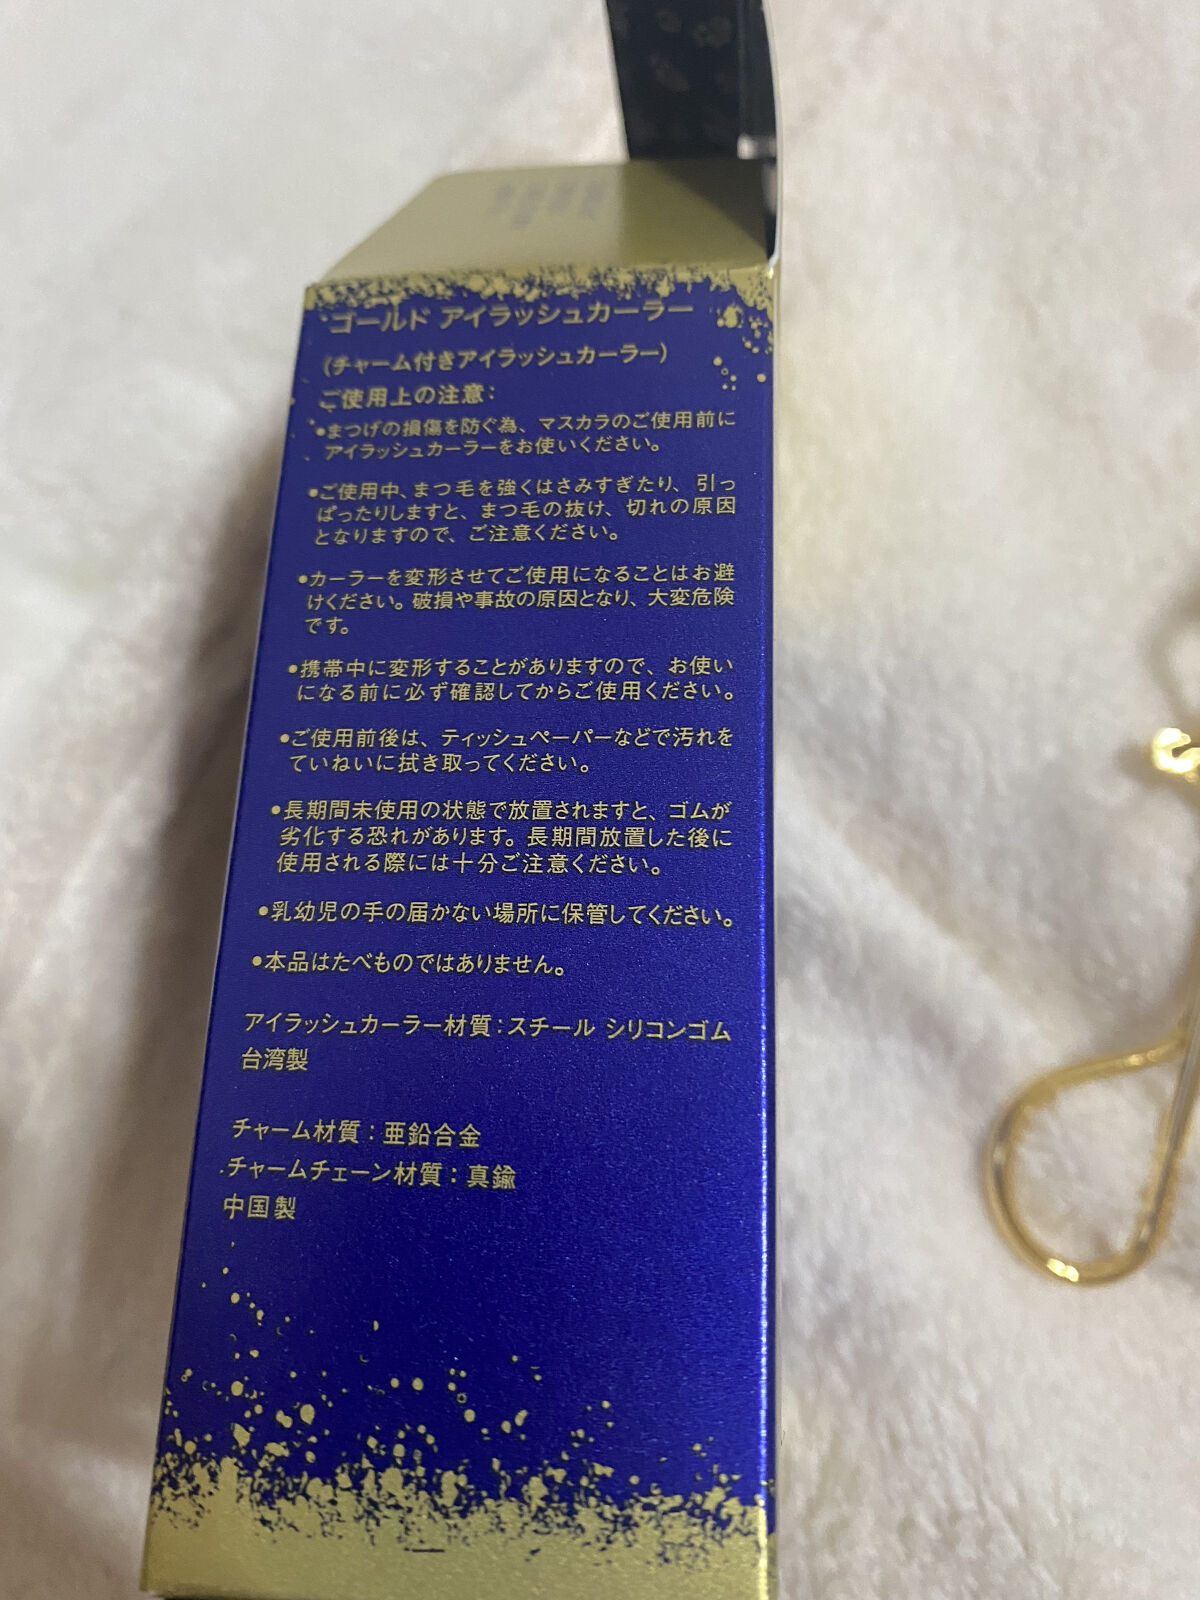 ゴールド アイラッシュカーラー
(チャーム付きアイラッシュカーラー)
ご使用上の注意:
●まつげの損傷を防ぐ為、マスカラのご使用前に
アイラッシュカーラーをお使いください。
●ご使用中、まつ毛を強くはさみすぎたり、引っ
ぱったりしますと、まつ毛の抜け、切れの原因
となりますので、ご注意ください。
●カーラーを変形させてご使用になることはお避
けください。破損や事故の原因となり、大変危険
です。
●携帯中に変形することがありますので、お使い
になる前に必ず確認してからご使用ください。
●ご使用前後は、ティッシュペーパーなどで汚れを
ていねいに拭き取ってください。
●長期間未使用の状態で放置されますと、ゴムが
劣化する恐れがあります。長期間放置した後に
使用される際には十分ご注意ください。
●乳幼児の手の届かない場所に保管してください。
●本品はたべものではありません。
アイラッシュカーラー材質:スチール シリコンゴム
台湾製
チャーム材質:亜鉛合金
チャームチェーン材質:真鍮
中国製